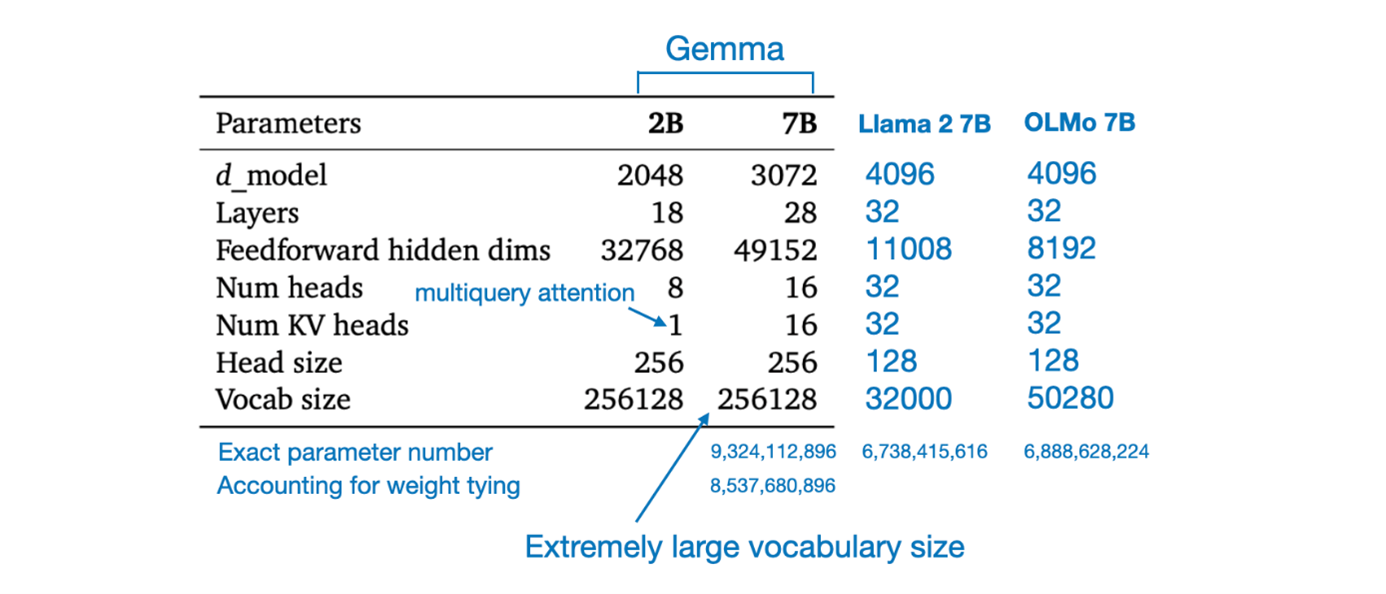 Gemma
Parameters 2B 7B Llama 2 7B OLMo 7B
d_model 2048 3072 4096 4096
Layers 18 28 32 32
Feedforward hidden dims 32768 49152 11008 8192
Num heads 8 16 32 32
multiquery attention
Num KV heads 1 16 32 32
Head size 256 256 128 128
Vocab size 256128 256128 32000 50280
Exact parameter number 9,324,112,896 6,738,415,616 6,888,628,224
Accounting for weight tying 8,537,680,896
Extremely large vocabulary size